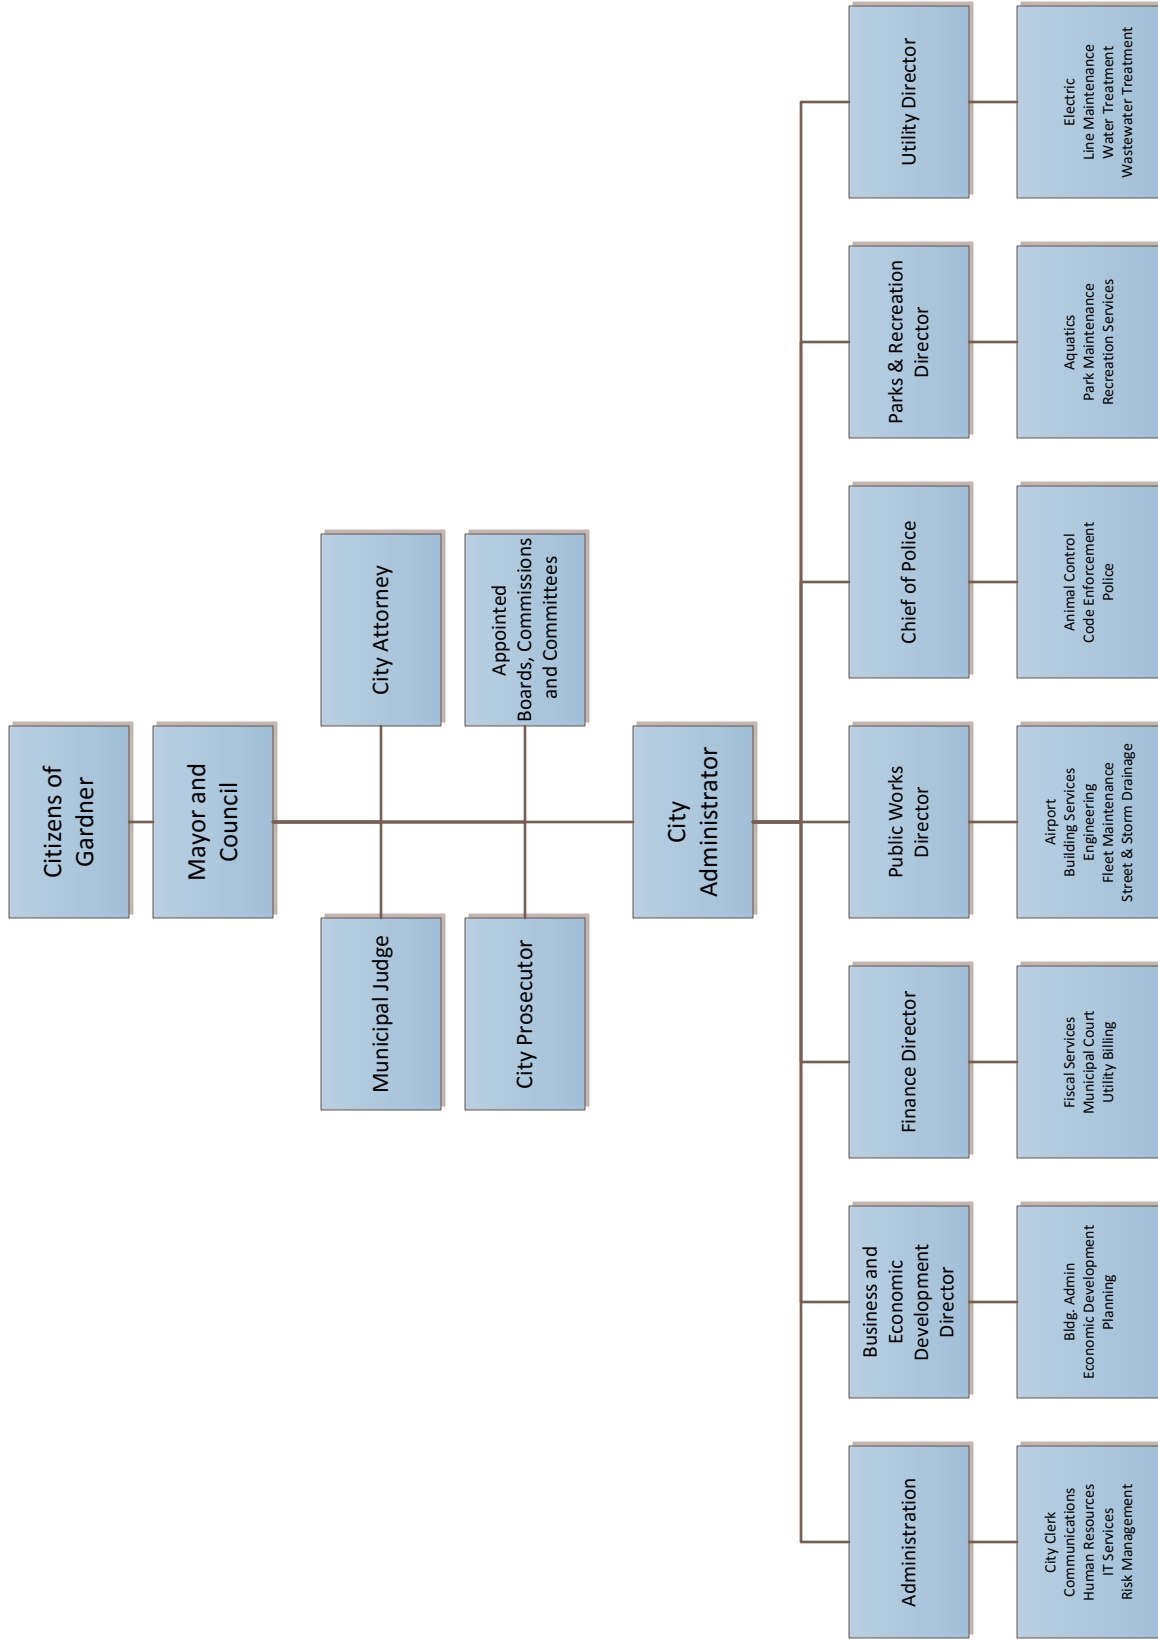 Citizens of
Gardner
Mayor and
Council
Municipal Judge
City Attorney
City Prosecutor
Appointed
Boards, Commissions
and Committees
City
Administrator
Administration
Business and
Economic
Development
Director
Finance Director
Public Works
Director
Chief of Police
Parks & Recreation
Director
Utility Director
City Clerk
Communications
Human Resources
IT Services
Risk Management
Bldg. Admin
Economic Development
Planning
Fiscal Services
Municipal Court
Utility Billing
Airport
Building Services
Engineering
Fleet Maintenance
Street & Storm Drainage
Animal Control
Code Enforcement
Police
Aquatics
Park Maintenance
Recreation Services
Electric
Line Maintenance
Water Treatment
Wastewater Treatment